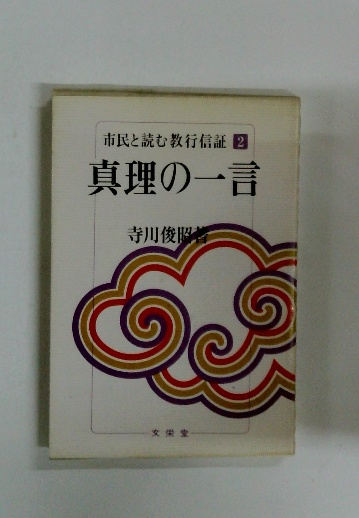 市民と読む教行信証 2
真理の一言
寺川俊昭著
文栄堂